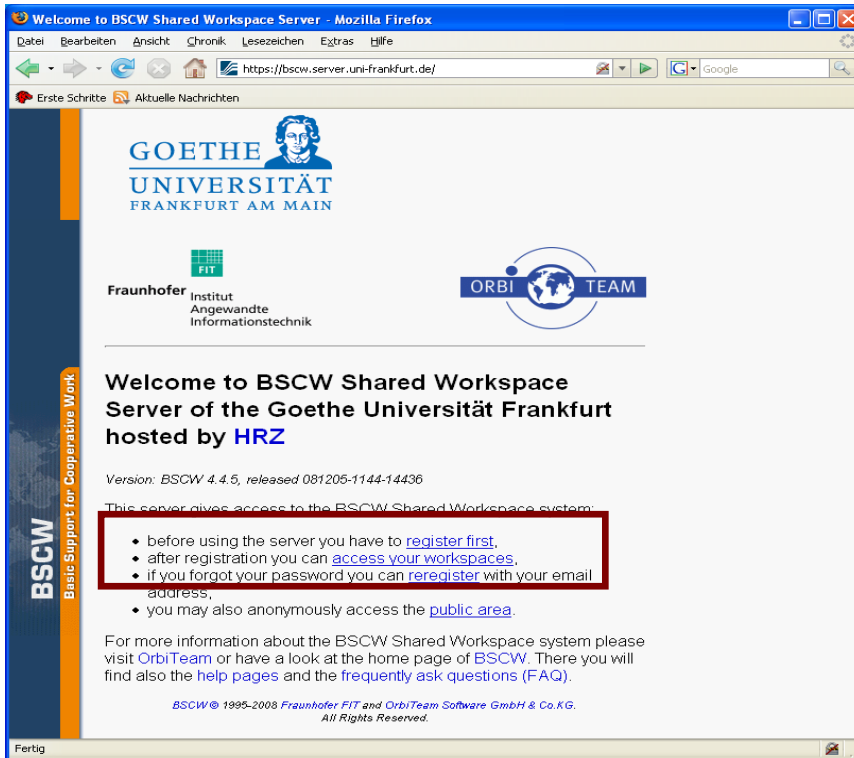 Welcome to BSCW Shared Workspace Server - Mozilla Firefox
Datei Bearbeiten Ansicht Chronik Lesezeichen Extras Hilfe
https://bscw.server.uni-frankfurt.de/
Google
Erste Schritte Aktuelle Nachrichten
GOETHE
UNIVERSITÄT
FRANKFURT AM MAIN
FIT
Fraunhofer Institut
Angewandte
Informationstechnik
ORBI TEAM
Welcome to BSCW Shared Workspace
Server of the Goethe Universität Frankfurt
hosted by HRZ
Version: BSCW 4.4.5, released 081205-1144-14436
This server gives access to the BSCW Shared Workspace system
before using the server you have to register first,
after registration you can access your workspaces,
if you forgot your password you can reregister with your email
address,
you may also anonymously access the public area.
For more information about the BSCW Shared Workspace system please
visit OrbiTeam or have a look at the home page of BSCW. There you will
find also the help pages and the frequently ask questions (FAQ).
BSCW © 1995-2008 Fraunhofer FIT and OrbiTeam Software GmbH & Co.KG.
All Rights Reserved.
BSCW
Basic Support for Cooperative Work
Fertig